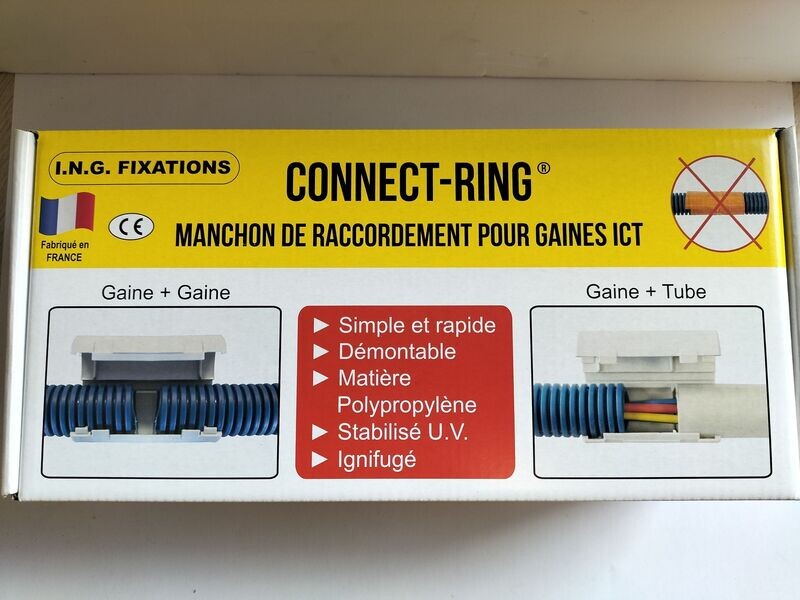 I.N.G. FIXATIONS
CONNECT-RING®
Fabriqué en
FRANCE
CE
MANCHON DE RACCORDEMENT POUR GAINES ICT
Gaine + Gaine
► Simple et rapide
► Démontable
► Matière
Polypropylène
► Stabilisé U.V.
► Ignifugé
Gaine + Tube